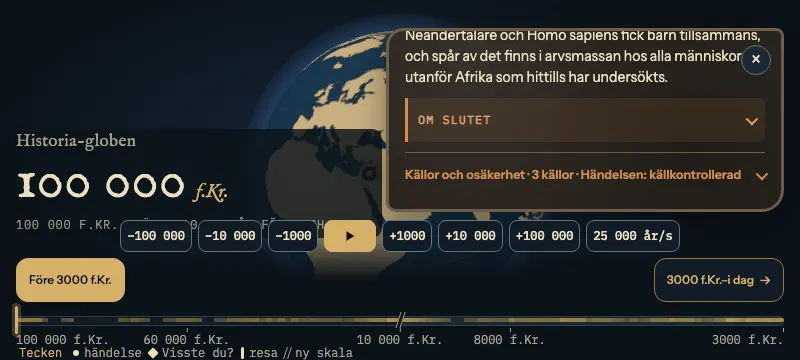 Neandertalare och Homo sapiens fick barn tillsammans,
och spår av det finns i arvsmassan hos alla människor
utanför Afrika som hittills har undersökts.
×
OM SLUTET
Källor och osäkerhet · 3 källor · Händelsen: källkontrollerad
Historia-globen
100 000 f.Kr.
100 000 F.KR.
−100 000
−10 000
−1000
+1000
+10 000
+100 000
25 000 år/s
Före 3000 f.Kr.
3000 f.Kr.–i dag →
100 000 f.Kr.
60 000 f.Kr.
10 000 f.Kr.
8000 f.Kr.
3000 f.Kr.
Tecken ● händelse ◆ Visste du? | resa // ny skala